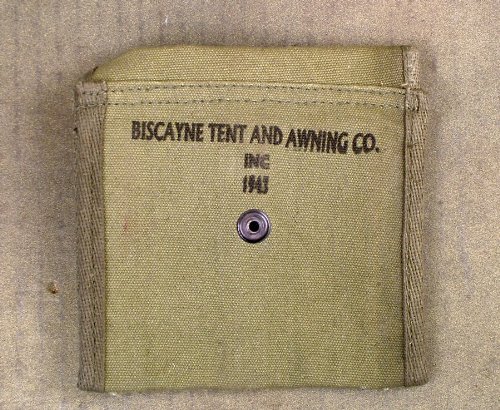 BISCAYNE TENT AND AWNING CO.
INC
1943